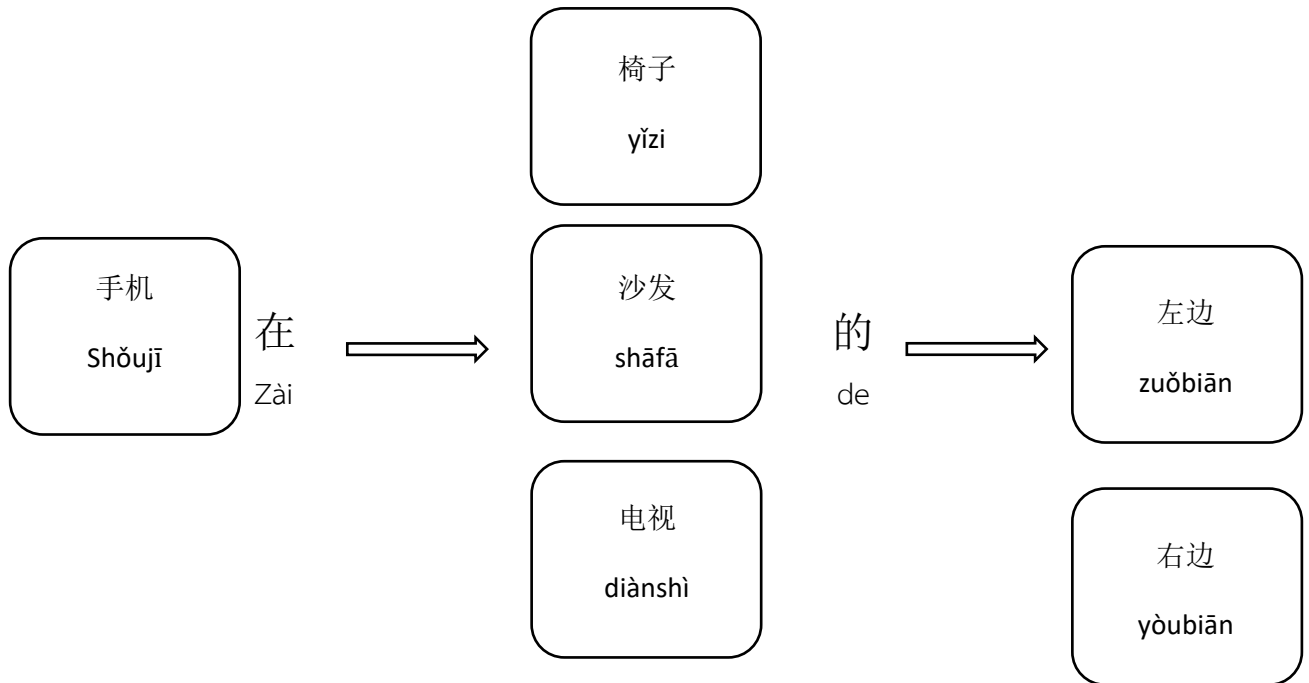 椅子
yǐzi
手机
Shǒujī
在
Zài
沙发
shāfā
的
de
左边
zuǒbiān
电视
diànshì
右边
yòubiān